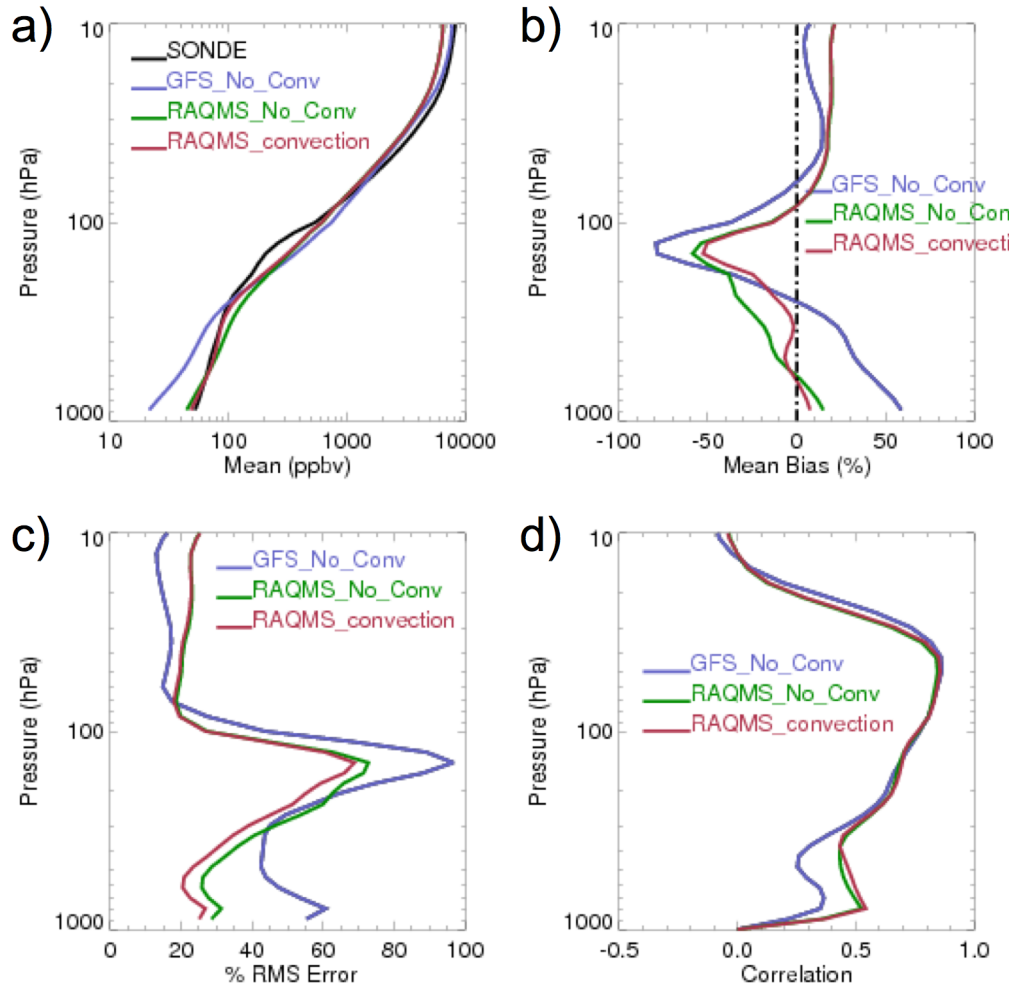 a)
10
100
1000
Pressure (hPa)
SONDE
GFS_No_Conv
RAQMS_No_Conv
RAQMS_convection
10
100
1000
10000
Mean (ppbv)
b)
10
100
1000
Pressure (hPa)
GFS_No_Conv
RAQMS_No_Con
RAQMS_convecti
-100
-50
0
50
100
Mean Bias (%)
c)
10
100
1000
Pressure (hPa)
GFS_No_Conv
RAQMS_No_Conv
RAQMS_convection
0
20
40
60
80
100
% RMS Error
d)
10
100
1000
Pressure (hPa)
GFS_No_Conv
RAQMS_No_Conv
RAQMS_convection
-0.5
0.0
0.5
1.0
Correlation